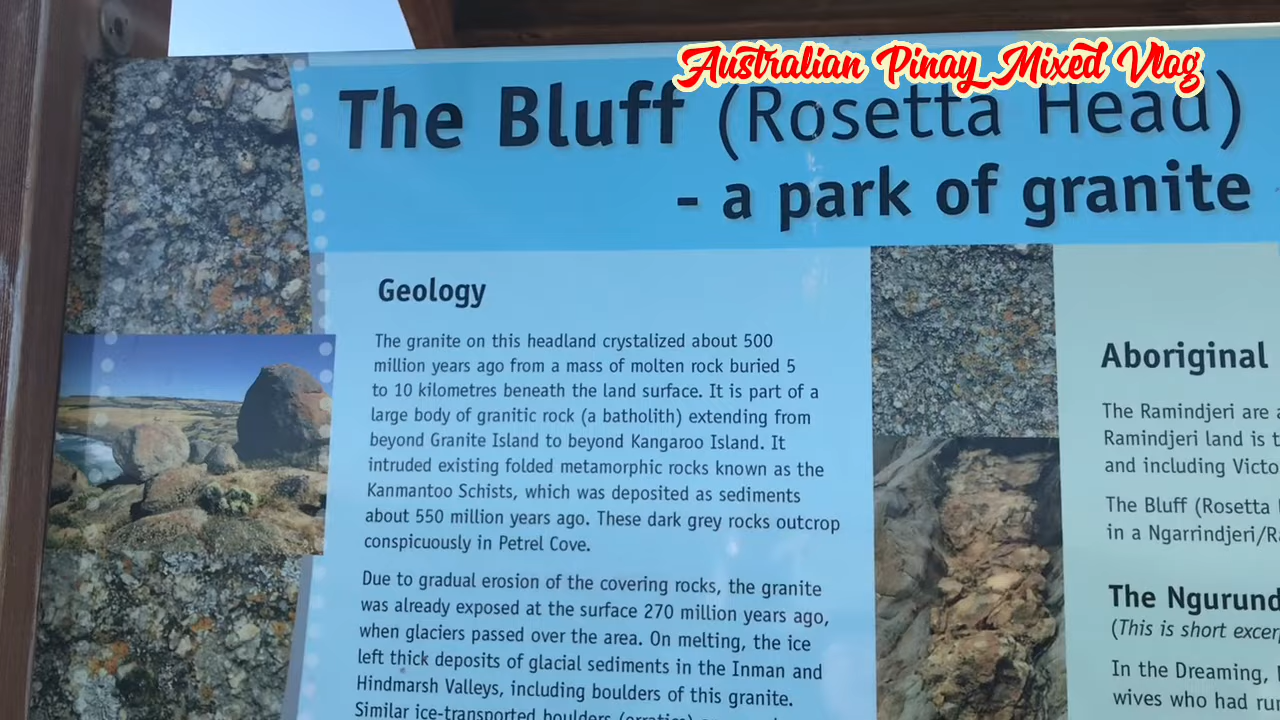 Australian Pinay Mixed Vlog
The Bluff (Rosetta Head)
- a park of granite
Geology
The granite on this headland crystalized about 500
million years ago from a mass of molten rock buried 5
to 10 kilometres beneath the land surface. It is part of a
large body of granitic rock (a batholith) extending from
beyond Granite Island to beyond Kangaroo Island. It
intruded existing folded metamorphic rocks known as the
Kanmantoo Schists, which was deposited as sediments
about 550 million years ago. These dark grey rocks outcrop
conspicuously in Petrel Cove.
Due to gradual erosion of the covering rocks, the granite
was already exposed at the surface 270 million years ago,
when glaciers passed over the area. On melting, the ice
left thick deposits of glacial sediments in the Inman and
Hindmarsh Valleys, including boulders of this granite.
Similar ice-transported boulders (erratics)
Aboriginal
The Ramindjeri are
Ramindjeri land is
and including
The Bluff (Rosetta
in a Ngarrindjeri/
The
(This is short
In the Dreaming,
wives who had